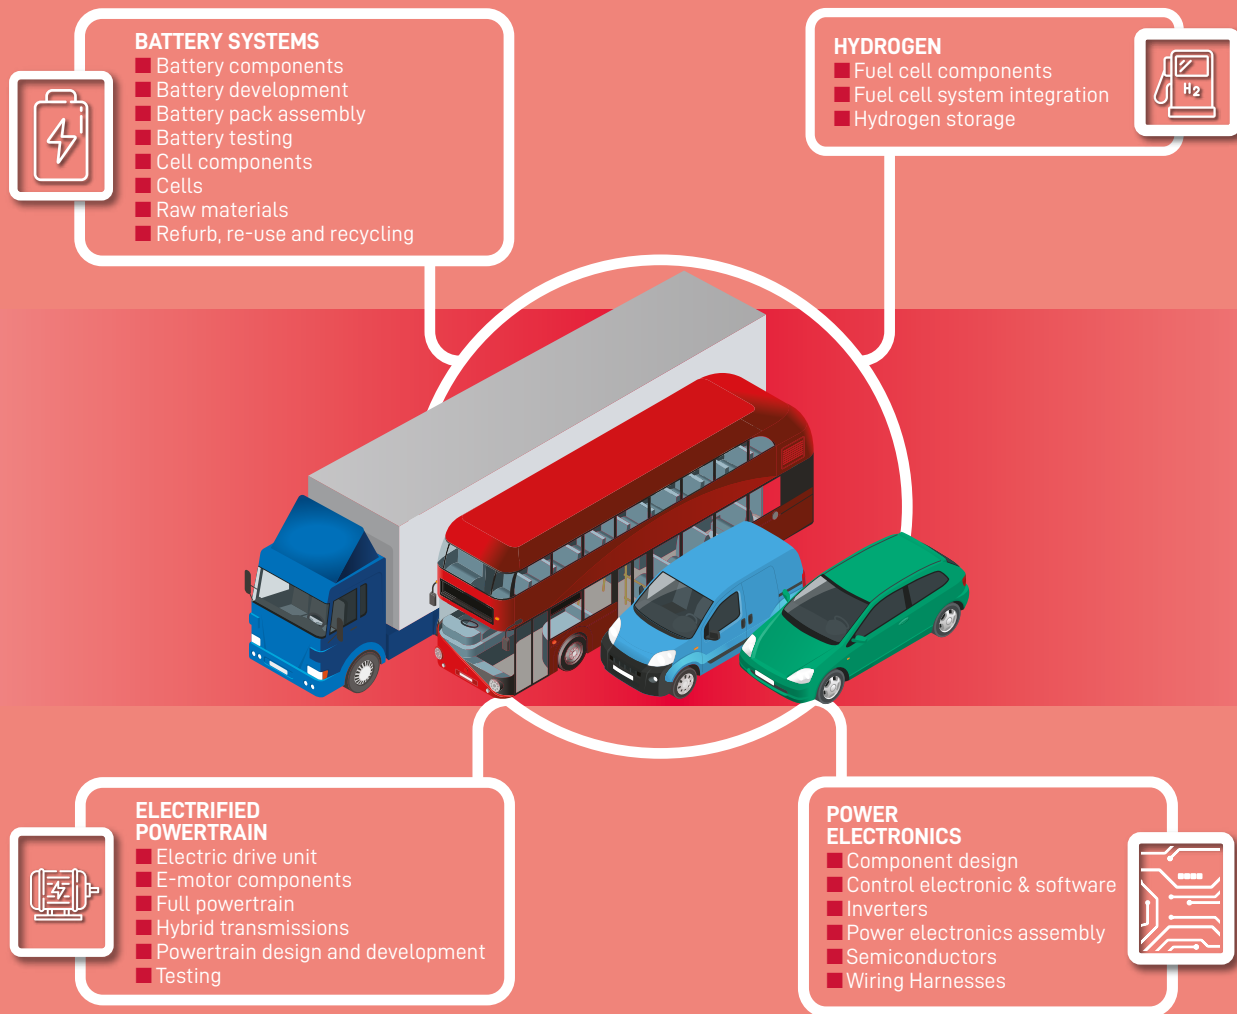 BATTERY SYSTEMS
Battery components
Battery development
Battery pack assembly
Battery testing
Cell components
Cells
Raw materials
Refurb, re-use and recycling
HYDROGEN
Fuel cell components
Fuel cell system integration
Hydrogen storage
H2
ELECTRIFIED
POWERTRAIN
Electric drive unit
E-motor components
Full powertrain
Hybrid transmissions
Powertrain design and development
Testing
POWER
ELECTRONICS
Component design
Control electronic & software
Inverters
Power electronics assembly
Semiconductors
Wiring Harnesses